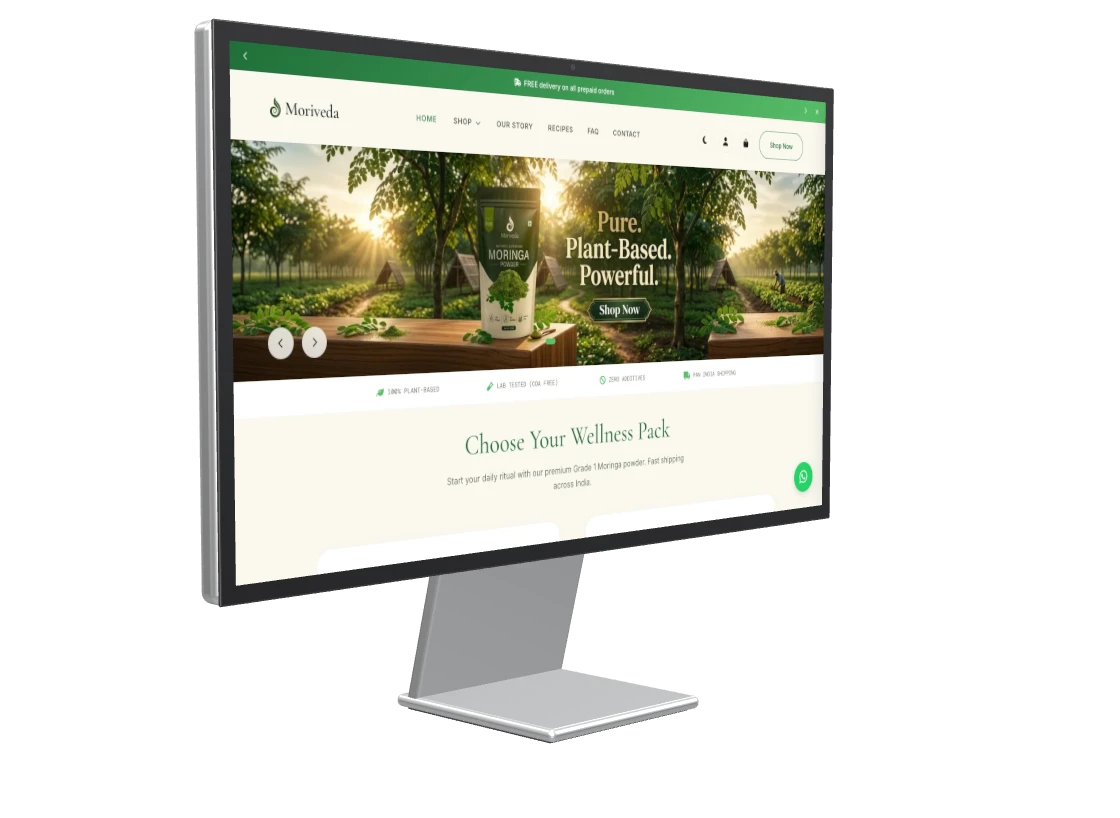 FREE delivery on all prepaid orders
Moriveda
HOME SHOP OUR STORY RECIPES FAQ CONTACT
Shop Now
Moriveda
MORINGA
POWDER
Pure.
Plant-Based.
Powerful.
Shop Now
100% PLANT-BASED
LAB TESTED (COA FREE)
ZERO ADDITIVES
PAN INDIA SHIPPING
Choose Your Wellness Pack
Start your daily ritual with our premium Grade 1 Moringa powder. Fast shipping
across India.